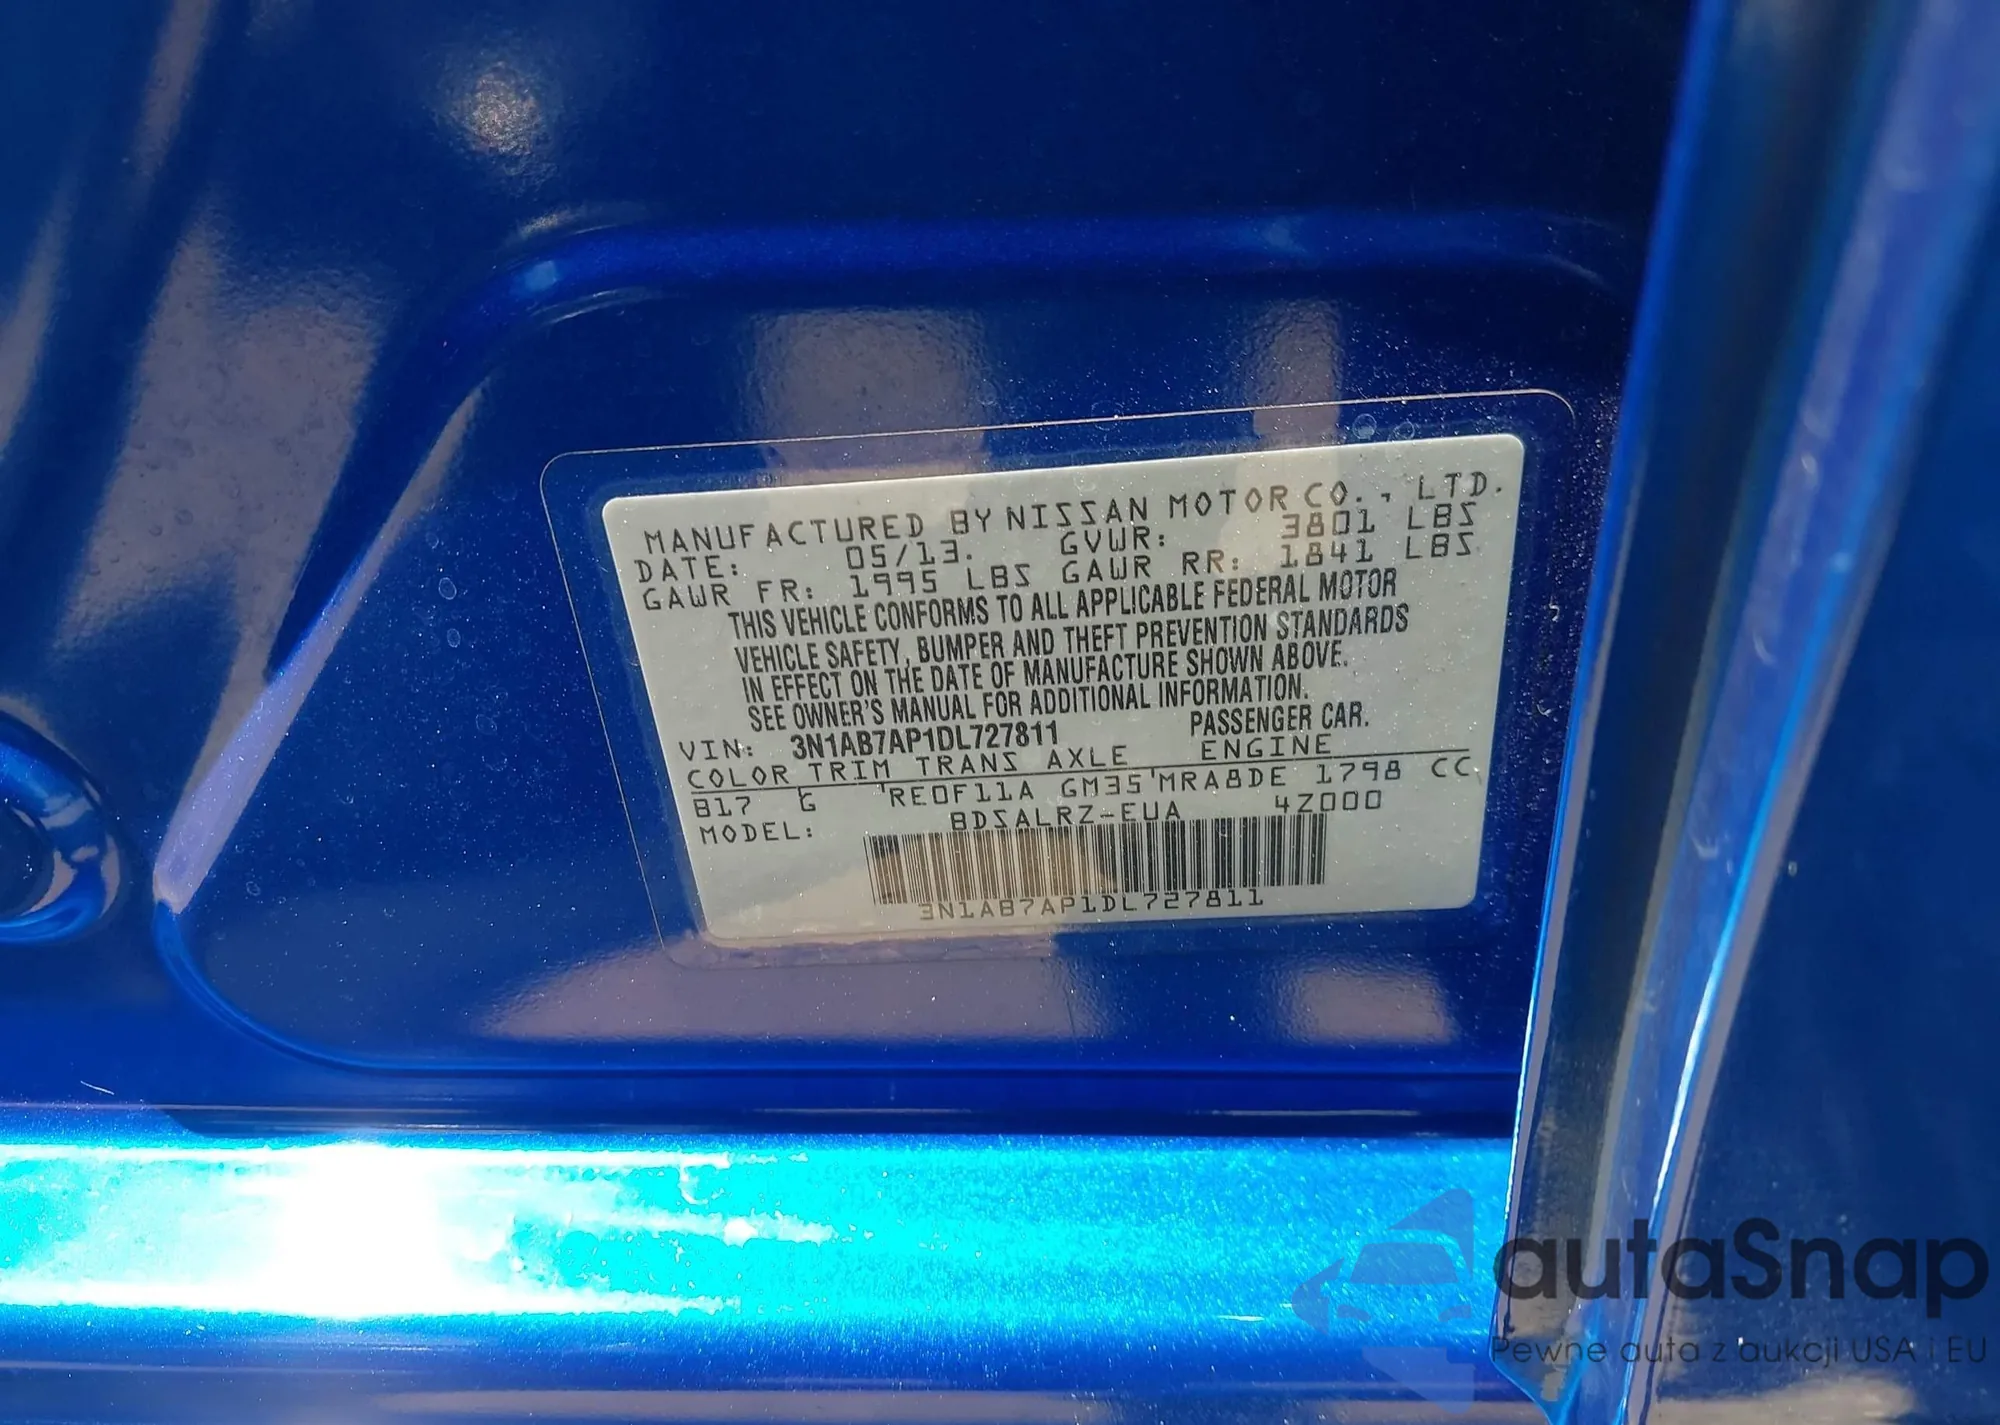 MANUFACTURED BY NISSAN MOTOR CO., LTD.
DATE: 05/13. GVWR: 3801 LBS
GAWR FR: 1995 LBS GAWR RR: 1841 LBS
THIS VEHICLE CONFORMS TO ALL APPLICABLE FEDERAL MOTOR
VEHICLE SAFETY, BUMPER AND THEFT PREVENTION STANDARDS
IN EFFECT ON THE DATE OF MANUFACTURE SHOWN ABOVE.
SEE OWNER'S MANUAL FOR ADDITIONAL INFORMATION.
VIN: 3N1AB7AP1DL727811 PASSENGER CAR.
COLOR TRIM TRANS AXLE ENGINE
B17 G RE0F11A GM35 MRA8DE 1798 CC
MODEL: BDSALRZ-EUA 4Z000
3N1AB7AP1DL727811
autaSnap
Pewne auta z aukcji USA i EU